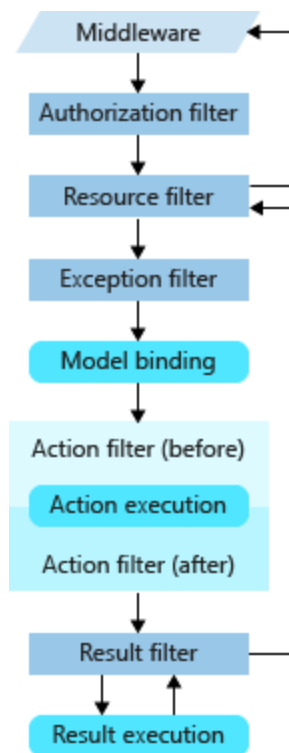 Middleware
Authorization filter
Resource filter
Exception filter
Model binding
Action filter (before)
Action execution
Action filter (after)
Result filter
Result execution